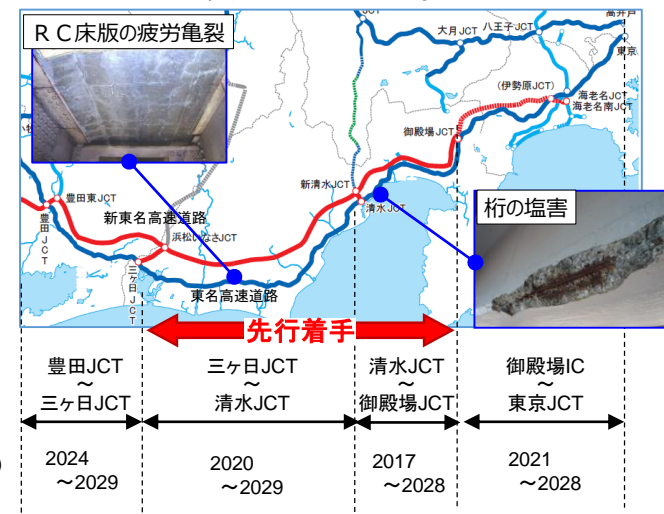 RC床版の疲労亀裂
大月JCT
八王子JCT
高井戸
東京
(伊勢原JCT)
海老名JCT
海老名南JCT
御殿場JCT
新清水JCT
清水JCT
豊田東JCT
新東名高速道路
浜松いなさJCT
豊田JCT
三ヶ日JCT
東名高速道路
桁の塩害
先行着手
豊田JCT
~
三ヶ日JCT
三ヶ日JCT
~
清水JCT
清水JCT
~
御殿場JCT
御殿場IC
~
東京JCT
2024
~2029
2020
~2029
2017
~2028
2021
~2028